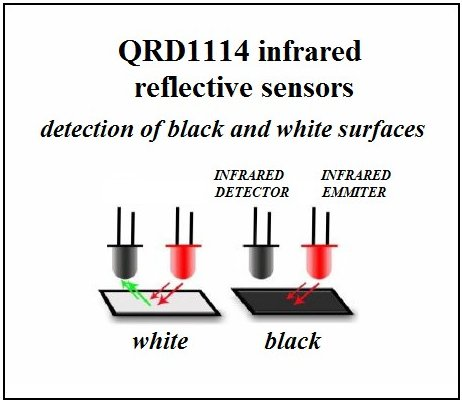 QRD1114 infrared
reflective sensors
detection of black and white surfaces
INFRARED INFRARED
DETECTOR EMMITER
white black